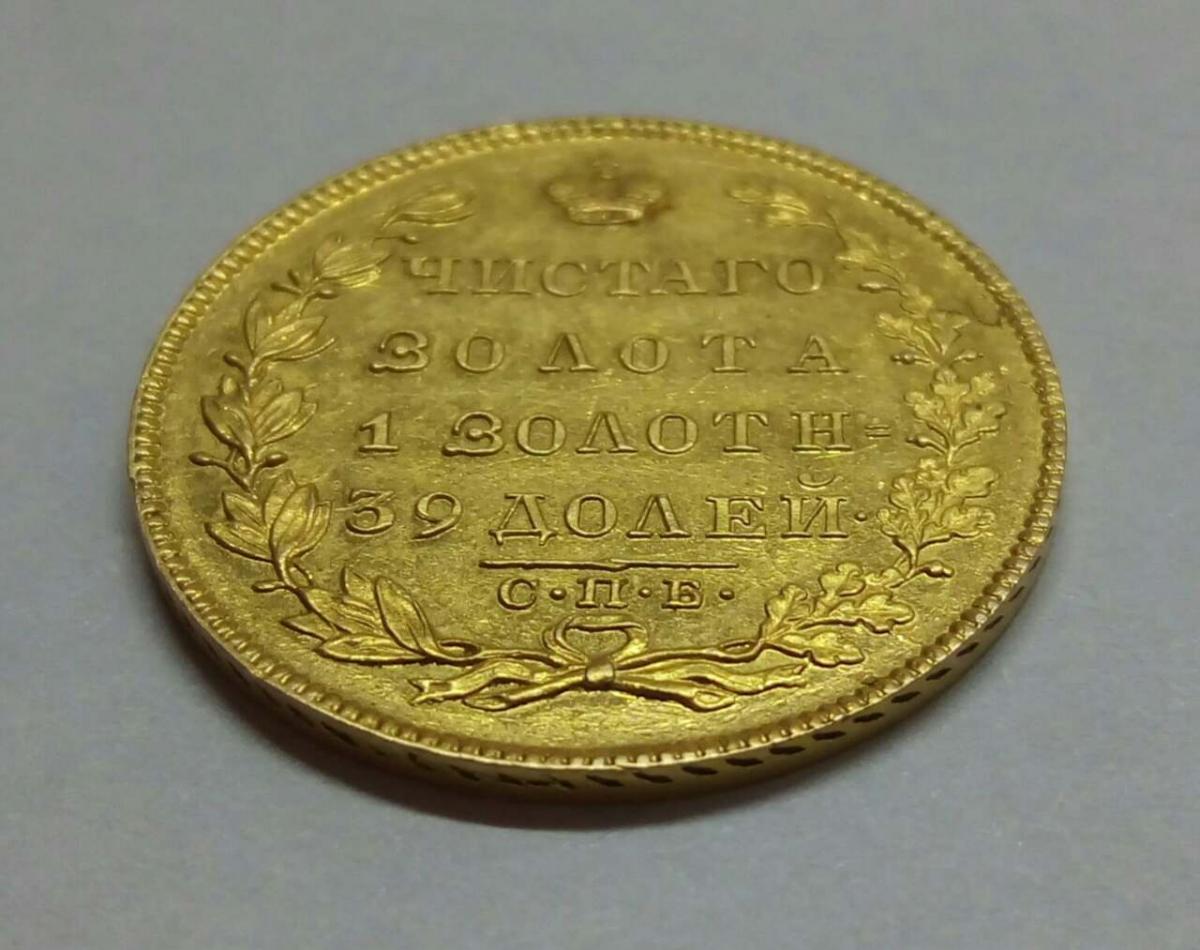 ЧИСТАГО
ЗОЛОТА
1 ЗОЛОТН=
39 ДОЛЕЙ·
С·П·Б·